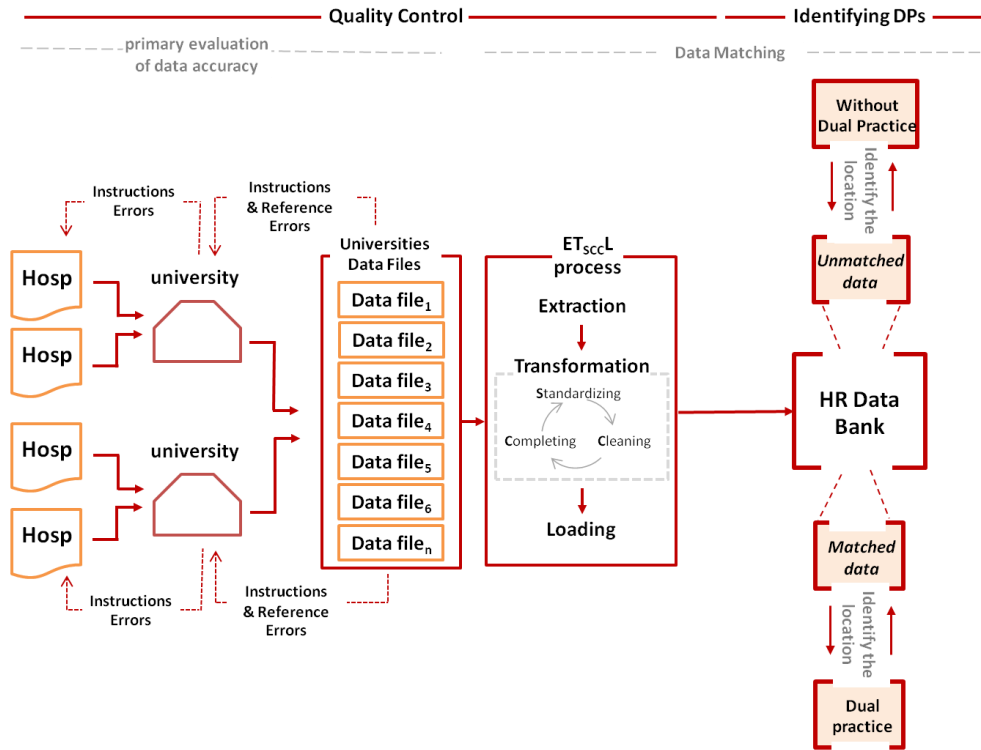 Quality Control
Identifying DPs
primary evaluation
of data accuracy
Data Matching
Without
Dual Practice
Identify the
location
Unmatched
data
Instructions
Errors
Instructions
& Reference
Errors
Hosp
Hosp
university
Universities
Data Files
Data file1
Data file2
Data file3
Data file4
Data file5
Data file6
Data filen
ETSCCL
process
Extraction
Transformation
Standardizing
Completing
Cleaning
Loading
HR Data
Bank
Hosp
Hosp
university
Instructions
Errors
Instructions
& Reference
Errors
Matched
data
Identify the
location
Dual
practice